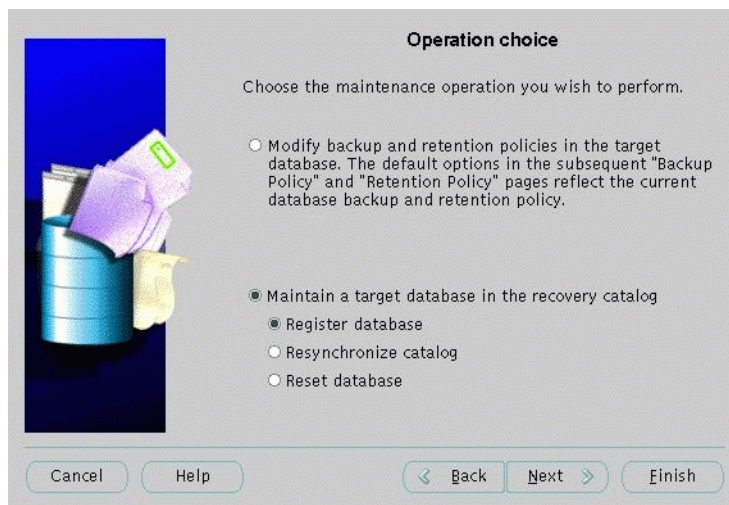 Operation choice
Choose the maintenance operation you wish to perform.
Modify backup and retention policies in the target
database. The default options in the subsequent "Backup
Policy" and "Retention Policy" pages reflect the current
database backup and retention policy.
Maintain a target database in the recovery catalog
Register database
Resynchronize catalog
Reset database
Cancel Help Back Next Finish